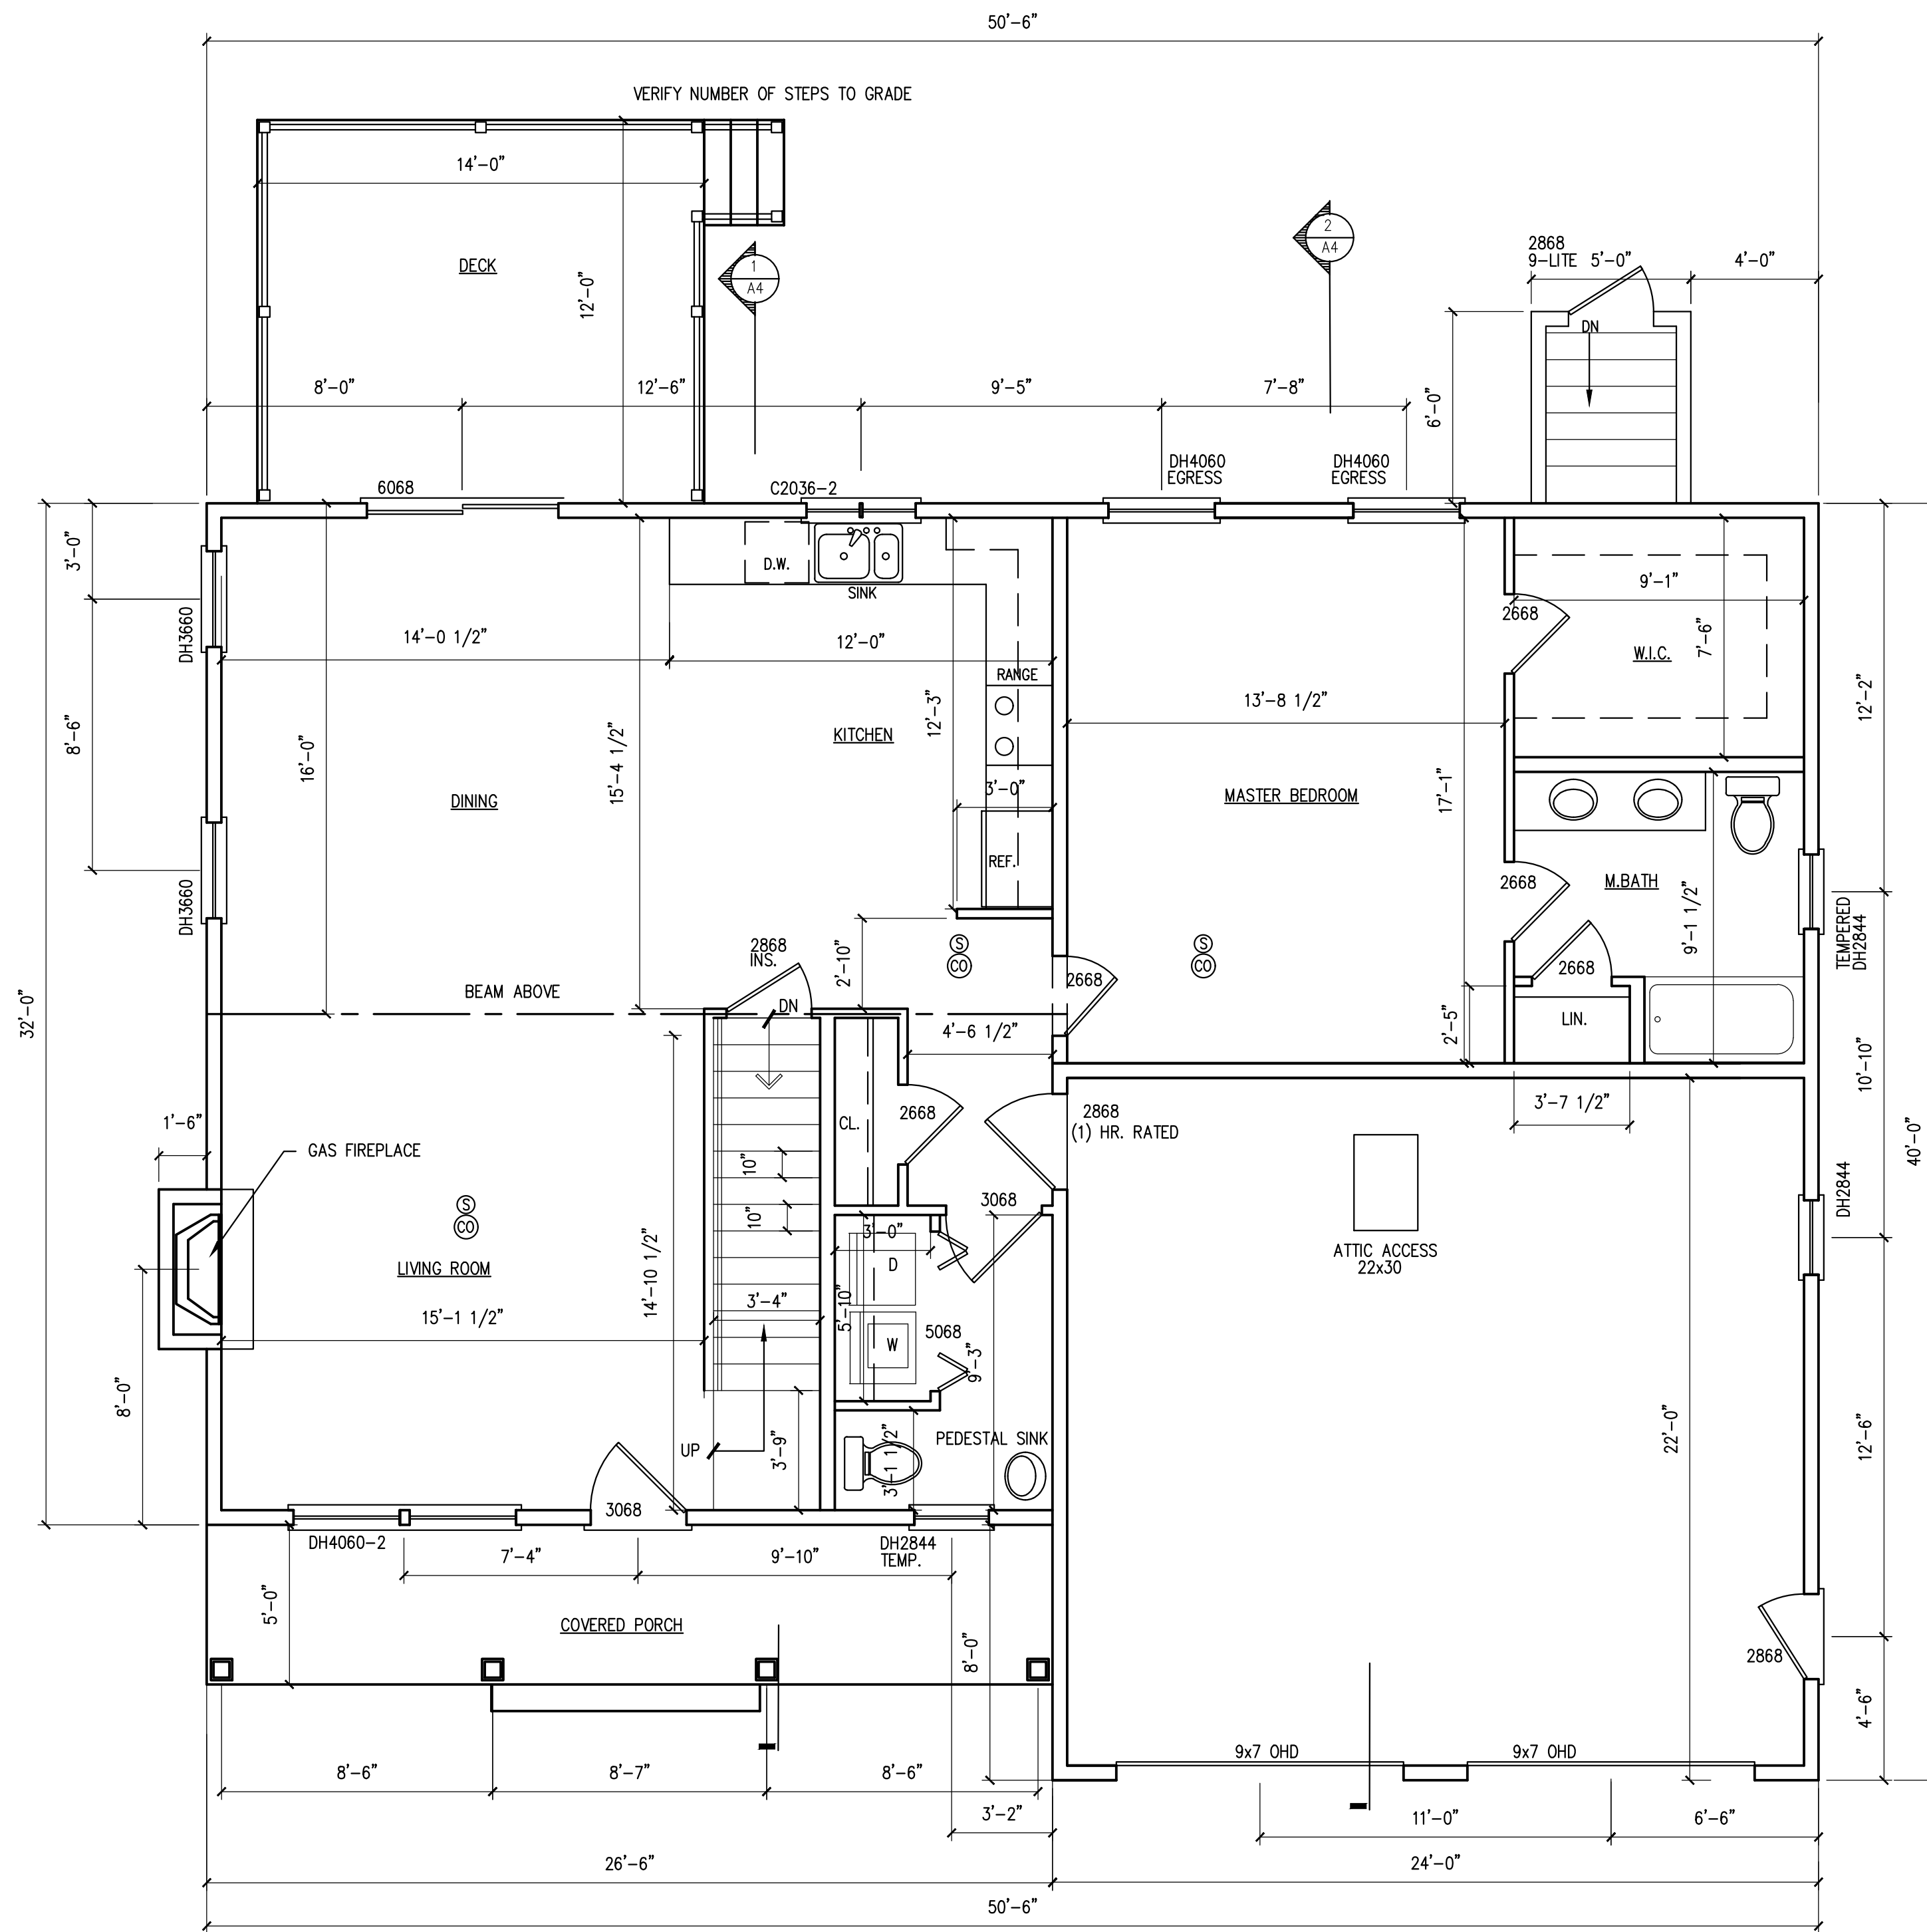 50'-6"
VERIFY NUMBER OF STEPS TO GRADE
14'-0"
DECK
12'-0"
1
A4
2
A4
2868
9-LITE 5'-0"
4'-0"
DN
8'-0"
12'-6"
9'-5"
7'-8"
6'-0"
DH4060
EGRESS
DH4060
EGRESS
6068
C2036-2
3'-0"
D.W.
SINK
9'-1"
DH3660
14'-0 1/2"
12'-0"
2668
7'-6"
W.I.C.
RANGE
12'-2"
13'-8 1/2"
12'-3"
8'-6"
16'-0"
15'-4 1/2"
KITCHEN
3'-0"
17'-1"
DINING
MASTER BEDROOM
REF.
2668
M.BATH
DH3660
9'-1 1/2"
TEMPERED
DH2844
2868
INS.
2'-10"
S
CO
S
CO
2668
2668
BEAM ABOVE
DN
32'-0"
4'-6 1/2"
2'-5"
LIN.
10'-10"
1'-6"
GAS FIREPLACE
CL.
2668
2868
(1) HR. RATED
3'-7 1/2"
40'-0"
10"
10"
S
CO
3068
DH2844
3'-0"
D
ATTIC ACCESS
22x30
LIVING ROOM
14'-10 1/2"
15'-1 1/2"
3'-4"
5'-10"
W
5068
9'-3"
8'-0"
22'-0"
12'-6"
UP
3'-9"
3'-1 1/2"
PEDESTAL SINK
3068
DH4060-2
7'-4"
9'-10"
DH2844
TEMP.
5'-0"
COVERED PORCH
8'-0"
2868
4'-6"
9x7 OHD
9x7 OHD
8'-6"
8'-7"
8'-6"
3'-2"
11'-0"
6'-6"
26'-6"
24'-0"
50'-6"